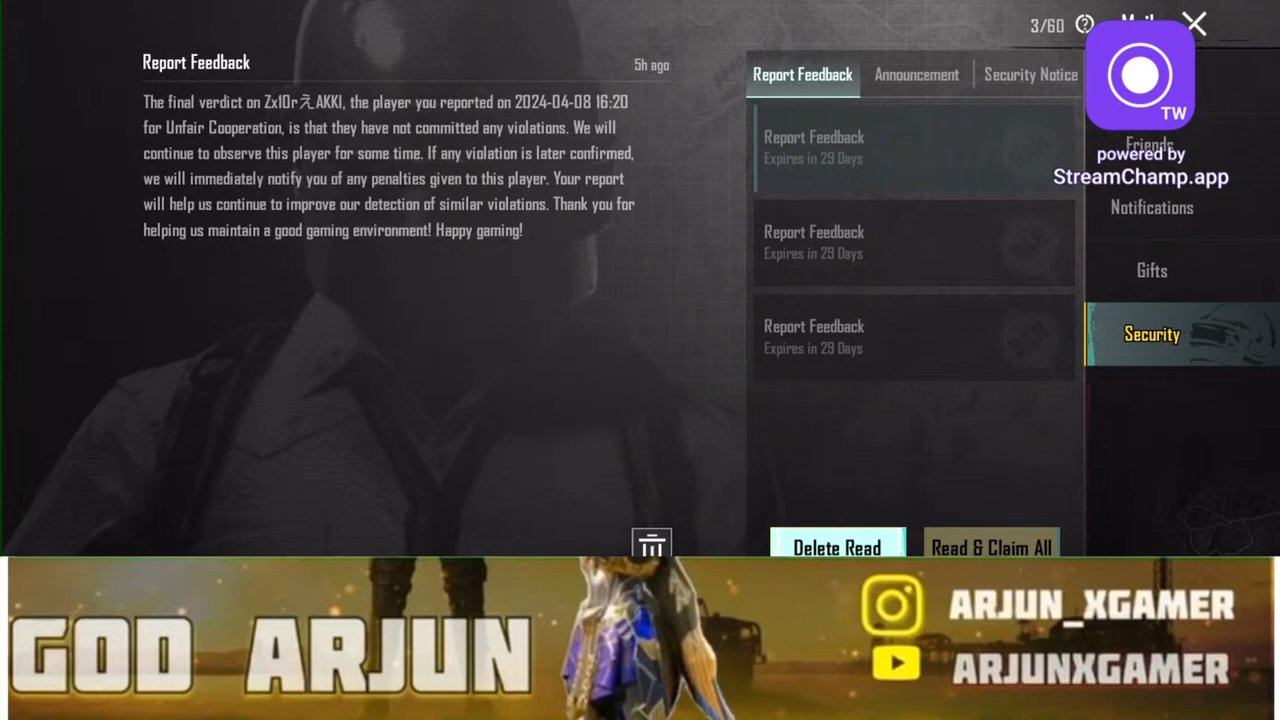 3/60
Report Feedback
5h ago
The final verdict on ZxIOrえAKKI, the player you reported on 2024-04-08 16:20
for Unfair Cooperation, is that they have not committed any violations. We will
continue to observe this player for some time. If any violation is later confirmed,
we will immediately notify you of any penalties given to this player. Your report
will help us continue to improve our detection of similar violations. Thank you for
helping us maintain a good gaming environment! Happy gaming!
Report Feedback
Announcement
Security Notice
Report Feedback
Expires in 29 Days
Report Feedback
Expires in 29 Days
Report Feedback
Expires in 29 Days
Delete Read
Read & Claim All
TW
Friends
powered by
StreamChamp.app
Notifications
Gifts
Security
GOD ARJUN
ARJUN_XGAMER
ARJUNXGAMER